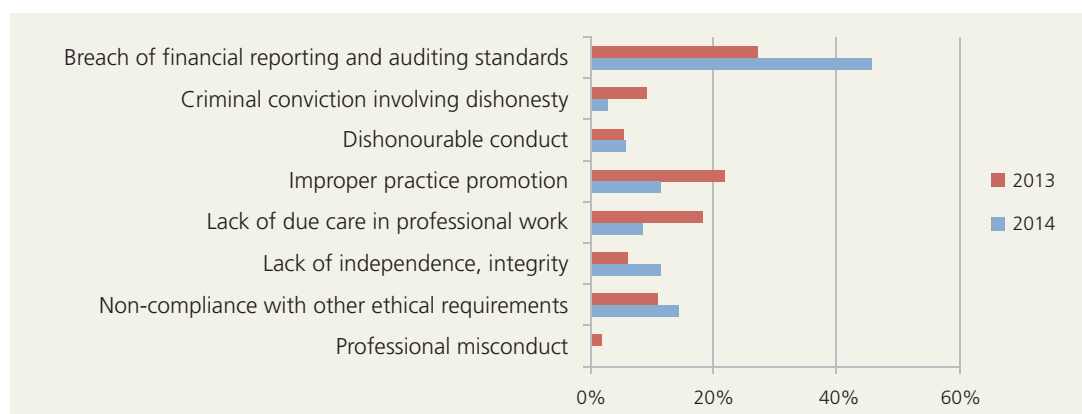 Breach of financial reporting and auditing standards
Criminal conviction involving dishonesty
Dishonourable conduct
Improper practice promotion
Lack of due care in professional work
Lack of independence, integrity
Non-compliance with other ethical requirements
Professional misconduct
2013
2014
0% 20% 40% 60%